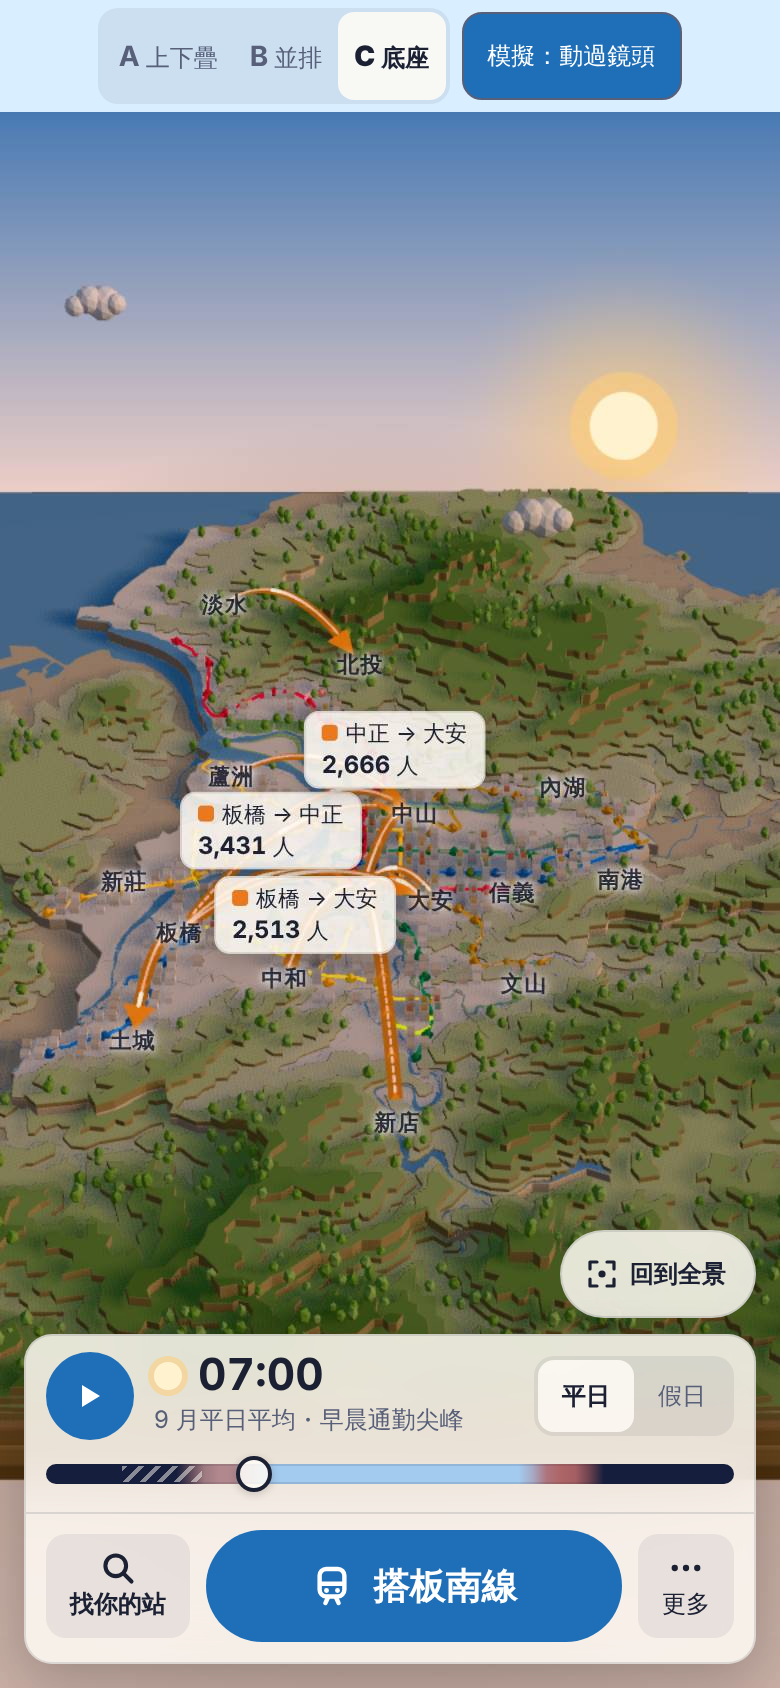 A 上下疊
B 並排
C 底座
模擬：動過鏡頭
淡水
北投
中正 → 大安
2,666 人
蘆洲
內湖
板橋 → 中正
3,431 人
中山
新莊
板橋 → 大安
2,513 人
大安
信義
南港
板橋
中和
文山
土城
新店
回到全景
07:00
9 月平日平均・早晨通勤尖峰
平日
假日
找你的站
搭板南線
更多